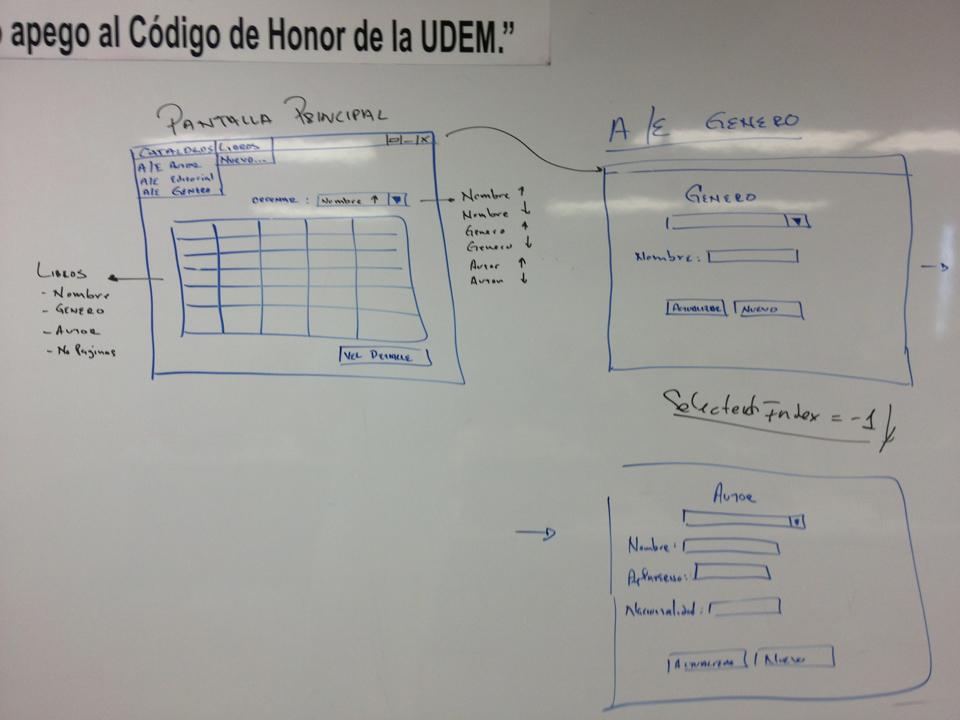 apego al Código de Honor de la UDEM."
PANTALLA PRINCIPAL
CATALOGOS LIBROS
A/E Autor NUEVO...
A/E Editorial
A/E GENERO
ORDENAR : Nombre ↑
Nombre ↑
Nombre ↓
Genero ↑
Genero ↓
Autor ↑
Autor ↓
LIBROS
- Nombre
- GENERO
- AUTOR
- No Paginas
VER DETALLE
A/E GENERO
GENERO
Nombre:
ACTUALIZAR NUEVO
Selected Index = -1
AUTOR
Nombre:
Nacionalidad:
ACTUALIZAR NUEVO